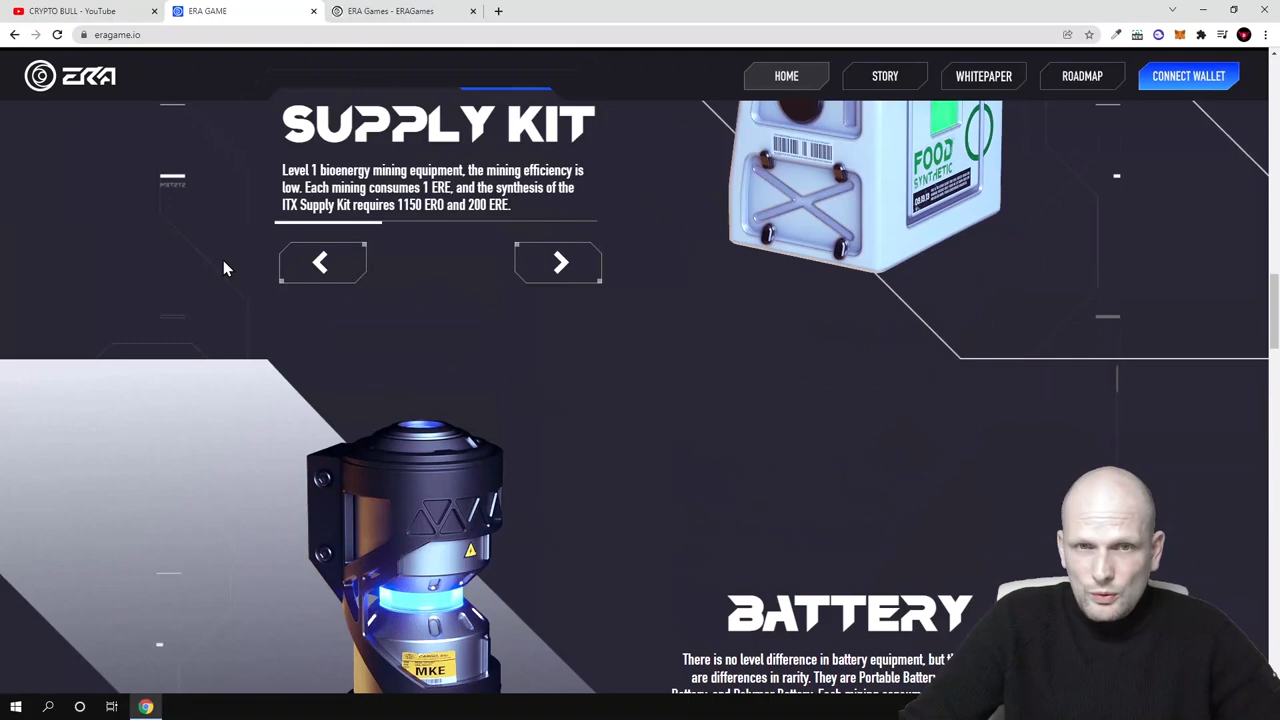 CRYPTO BULL - YouTube
ERA GAME
ERA Games - ERAGames
eragame.io
ERA
HOME
STORY
WHITEPAPER
ROADMAP
CONNECT WALLET
SUPPLY KIT
Level 1 bioenergy mining equipment, the mining efficiency is
low. Each mining consumes 1 ERE, and the synthesis of the
ITX Supply Kit requires 1150 ERO and 200 ERE.
FOOD
SYNTHETIC
MKE
BATTERY
There is no level difference in battery equipment, but
are differences in rarity. They are Portable Battery
Battery, and Polymer Battery. Each mining